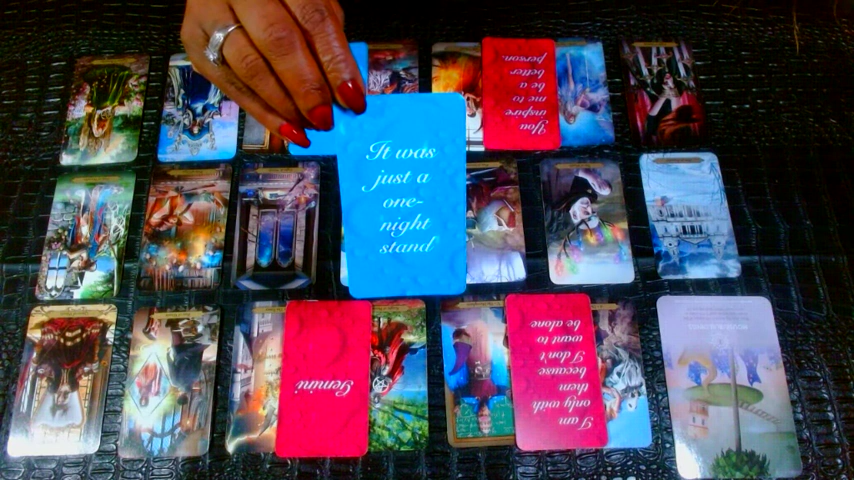 You
inspire
me to
be a
better
person.
It was
just a
one-
night
stand
Gemini
I am
only with
them
because
I don't
want to
be alone